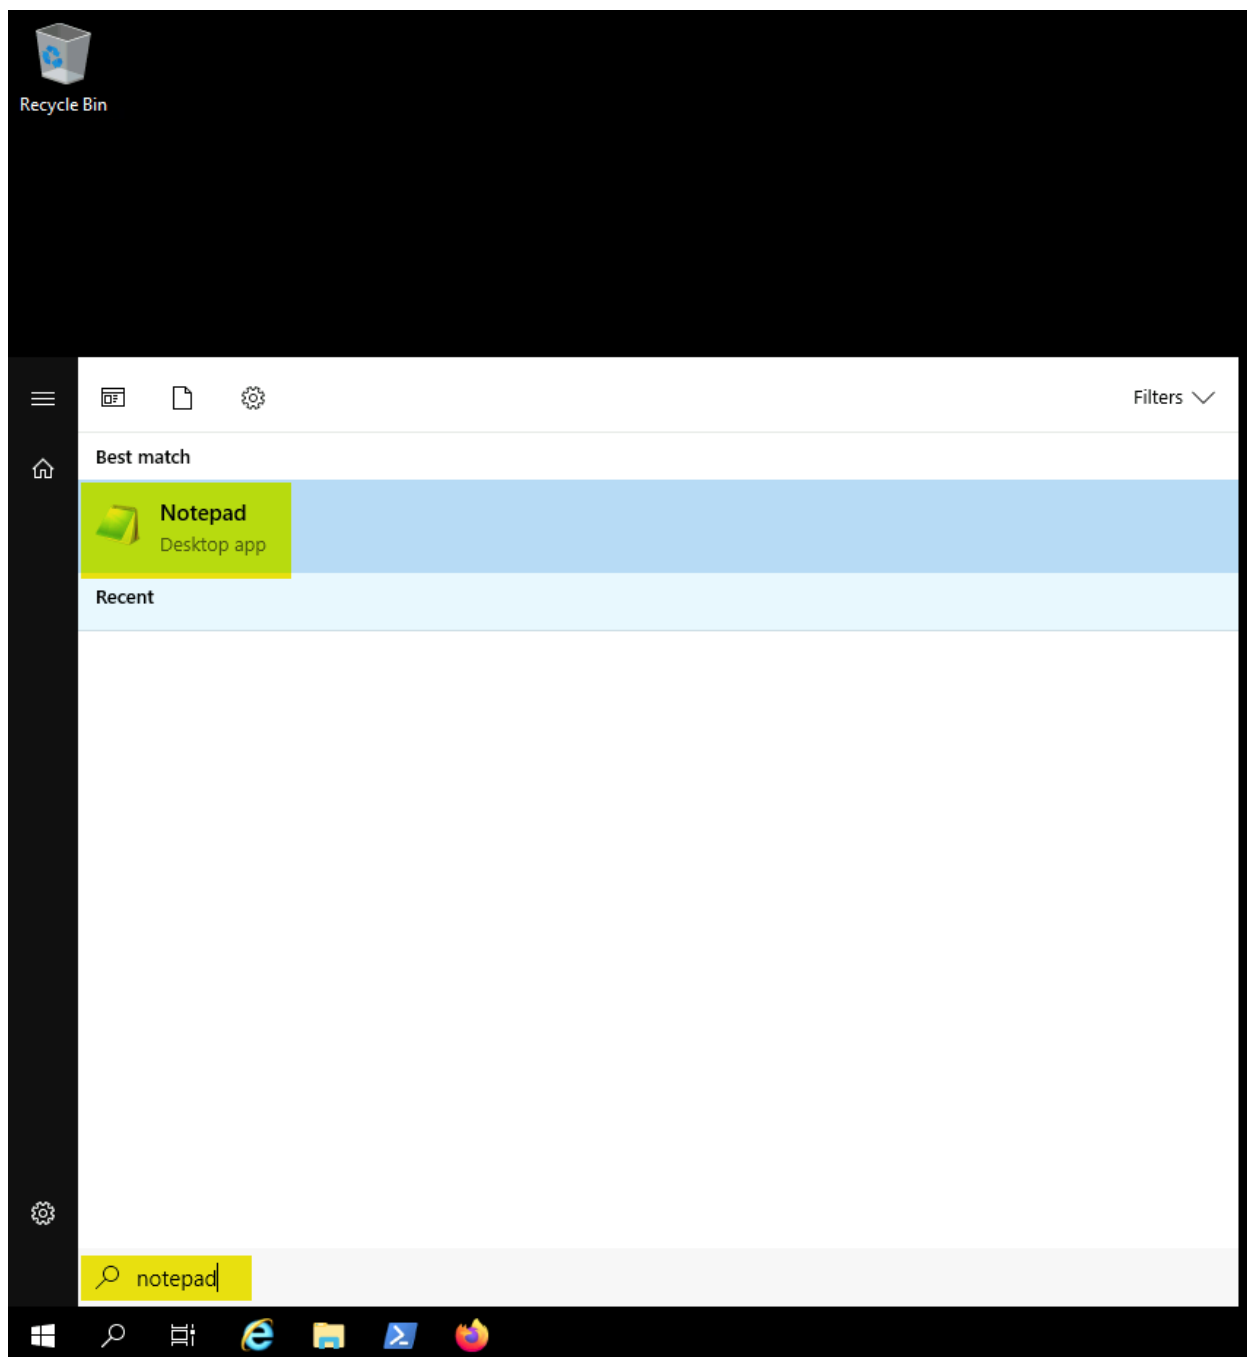 Recycle Bin
Filters
Best match
Notepad
Desktop app
Recent
notepad